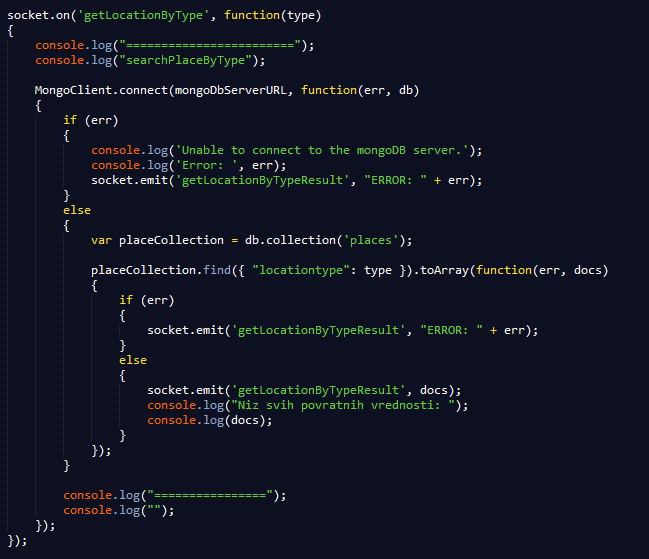 socket.on('getLocationByType', function(type)
{
    console.log("========================");
    console.log("searchPlaceByType");

    MongoClient.connect(mongoDbServerURL, function(err, db)
    {
        if (err)
        {
            console.log('Unable to connect to the mongoDB server.');
            console.log('Error: ', err);
            socket.emit('getLocationByTypeResult', "ERROR: " + err);
        }
        else
        {
            var placeCollection = db.collection('places');

            placeCollection.find({ "locationtype": type }).toArray(function(err, docs)
            {
                if (err)
                {
                    socket.emit('getLocationByTypeResult', "ERROR: " + err);
                }
                else
                {
                    socket.emit('getLocationByTypeResult', docs);
                    console.log("Niz svih povratnih vrednosti: ");
                    console.log(docs);
                }
            });
        }

        console.log("================");
        console.log("");
    });
});